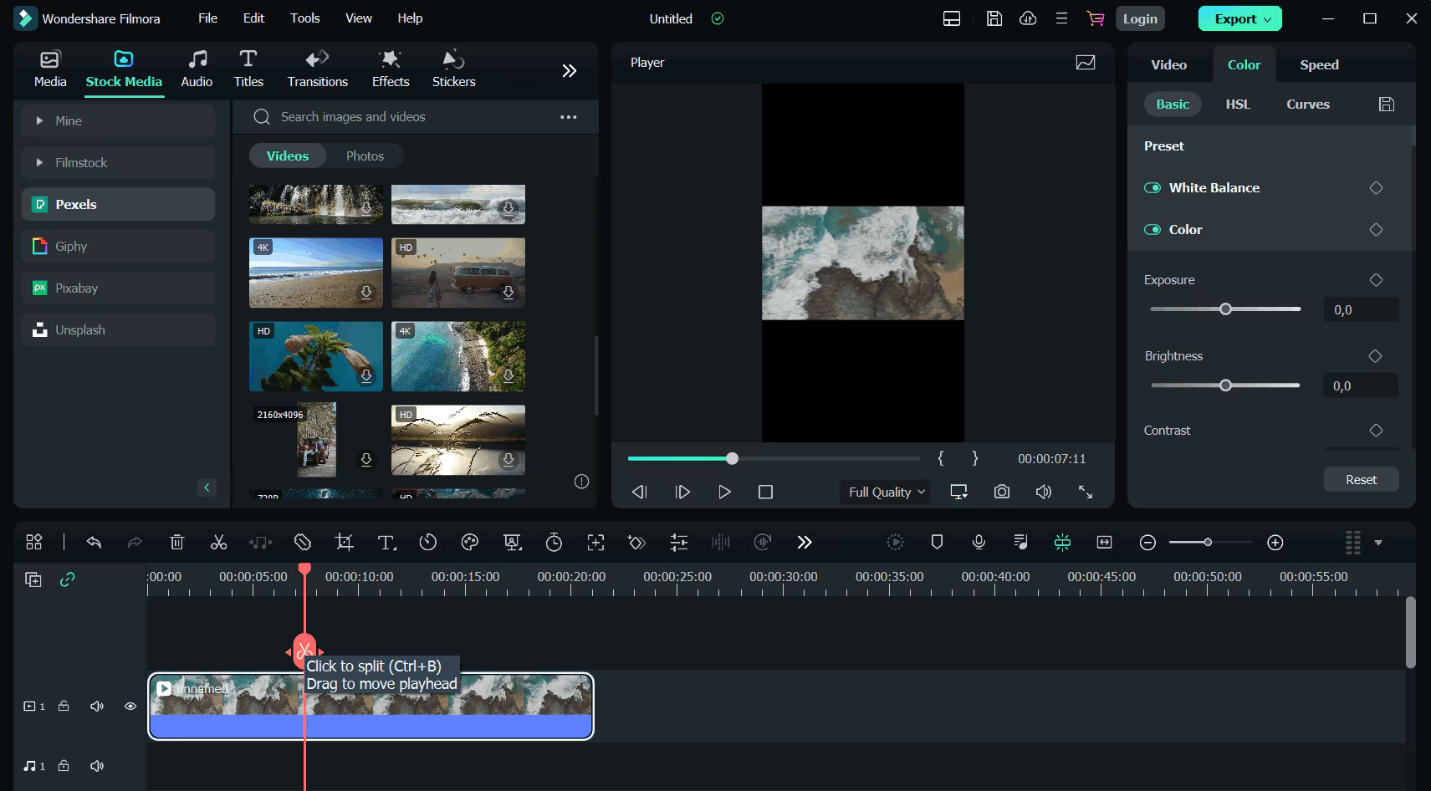 Wondershare Filmora File Edit Tools View Help Untitled Login Export
Media Stock Media Audio Titles Transitions Effects Stickers
Mine
Filmstock
Pexels
Giphy
Pixabay
Unsplash
Search images and videos
Videos Photos
4K HD
HD 4K
2160x4096 HD
720P HD
Player
00:00:07:11
Full Quality
Video Color Speed
Basic HSL Curves
Preset
White Balance
Color
Exposure
0,0
Brightness
0,0
Contrast
Reset
:00:00 00:00:05:00 00:00:10:00 00:00:15:00 00:00:20:00 00:00:25:00 00:00:30:00 00:00:35:00 00:00:40:00 00:00:45:00 00:00:50:00 00:00:55:00
Click to split (Ctrl+B)
Drag to move playhead
unnamed
1
1